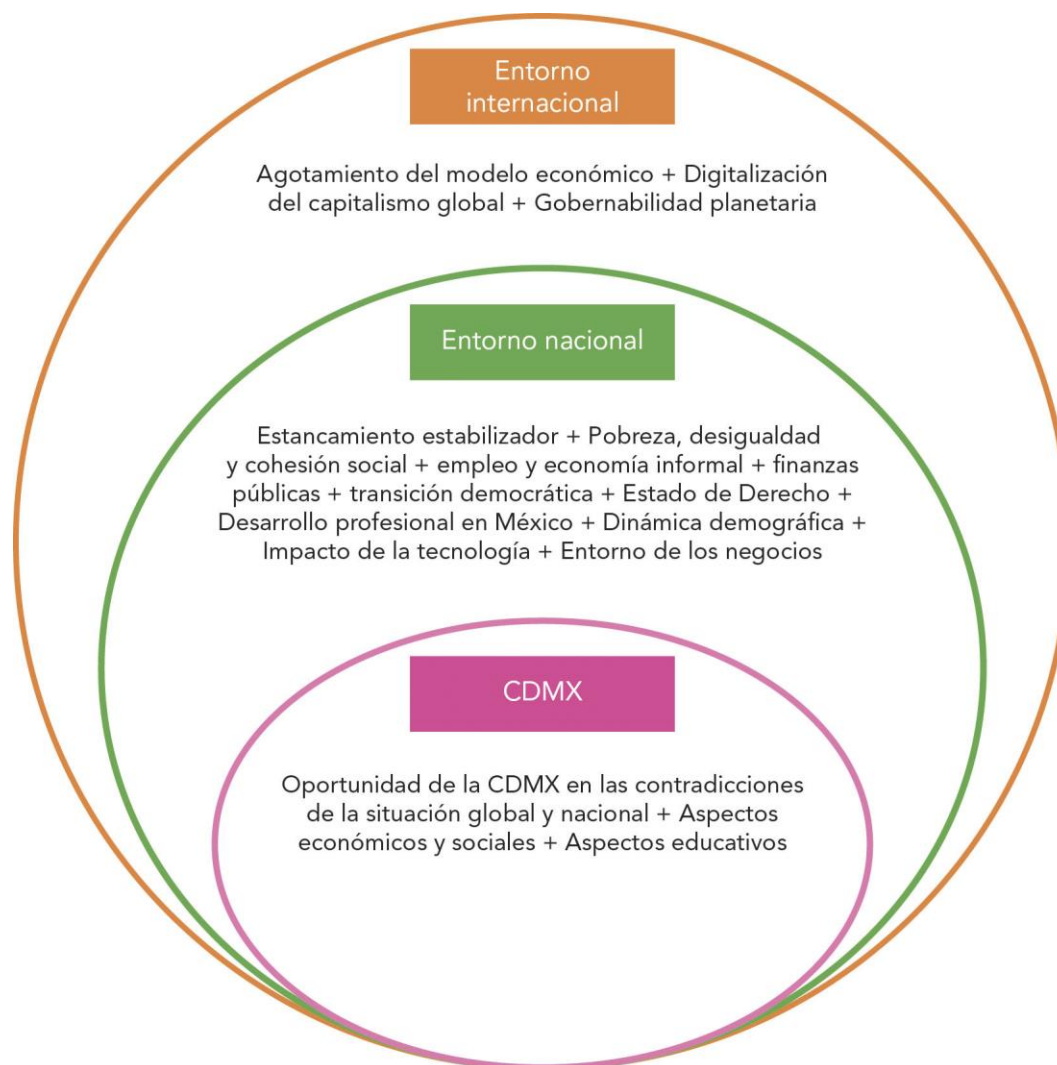 Entorno
internacional
Agotamiento del modelo económico + Digitalización
del capitalismo global + Gobernabilidad planetaria
Entorno nacional
Estancamiento estabilizador + Pobreza, desigualdad
y cohesión social + empleo y economía informal + finanzas
públicas + transición democrática + Estado de Derecho +
Desarrollo profesional en México + Dinámica demográfica +
Impacto de la tecnología + Entorno de los negocios
CDMX
Oportunidad de la CDMX en las contradicciones
de la situación global y nacional + Aspectos
económicos y sociales + Aspectos educativos